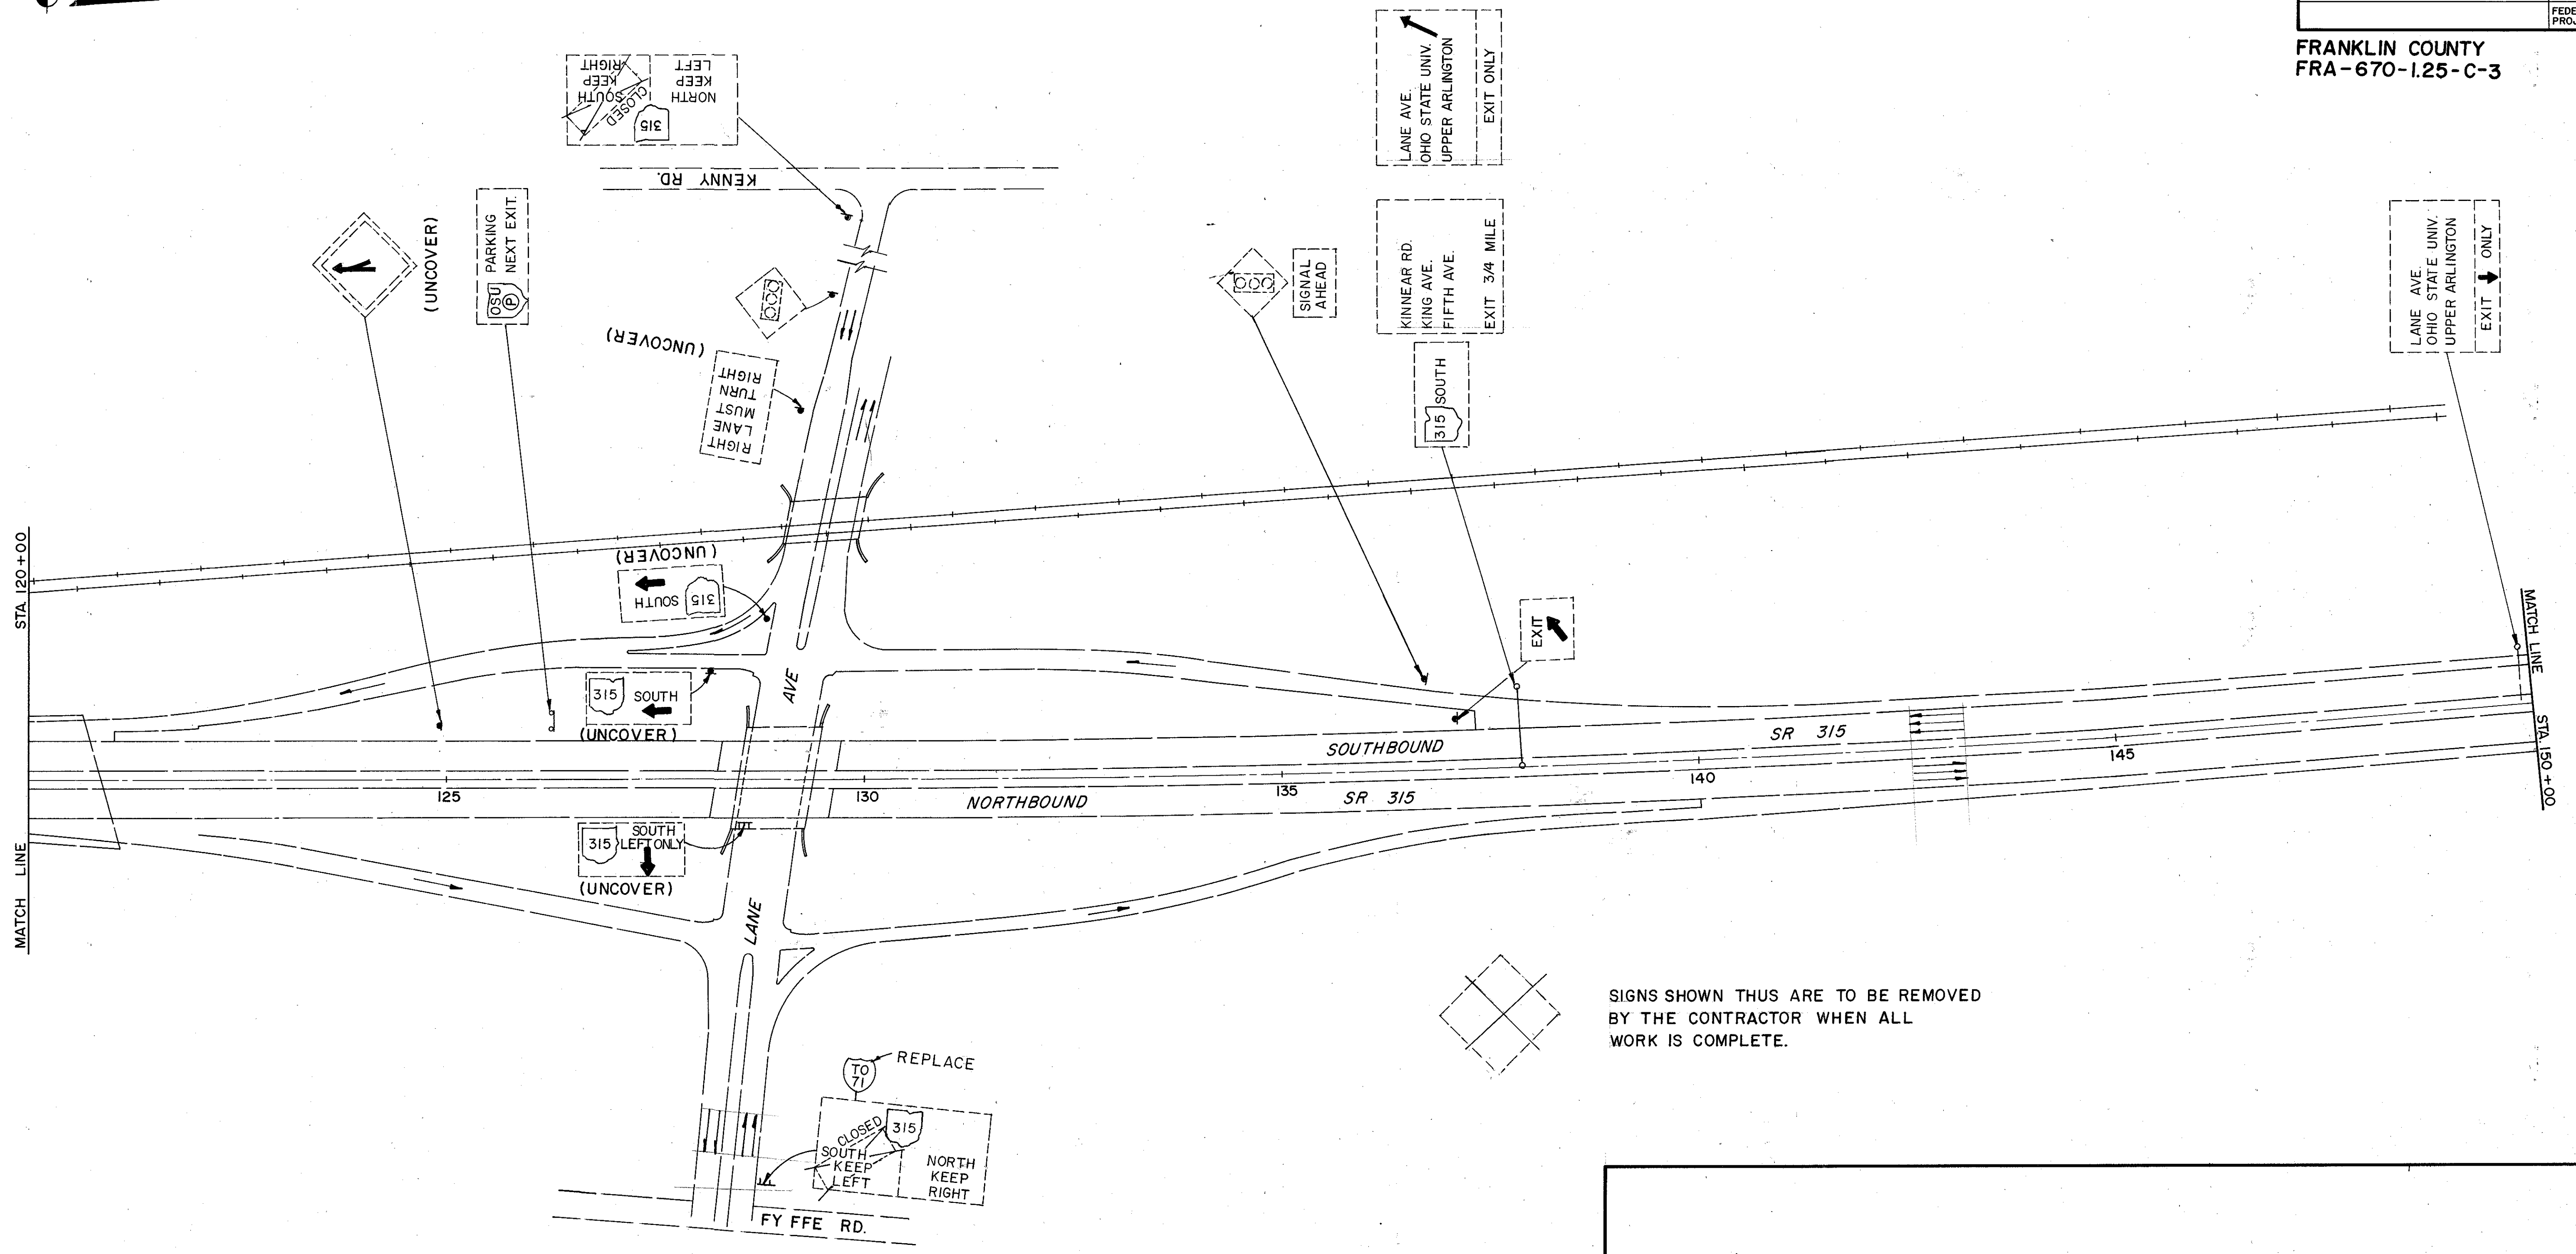 FEDE
PROJ
FRANKLIN COUNTY
FRA-670-1.25-C-3
RIGHT
KEEP
SOUTH
CLOSED
LEFT
KEEP
NORTH
315
KENNY RD.
LANE AVE.
OHIO STATE UNIV.
UPPER ARLINGTON
EXIT ONLY
(UNCOVER)
OSU
P
PARKING
NEXT EXIT.
(UNCOVER)
RIGHT
LANE
MUST
TURN
RIGHT
SIGNAL
AHEAD
KINNEAR RD.
KING AVE.
FIFTH AVE.
EXIT 3/4 MILE
315 SOUTH
LANE AVE.
OHIO STATE UNIV.
UPPER ARLINGTON
EXIT ONLY
STA. 120+00
MATCH LINE
(UNCOVER)
315 SOUTH
315 SOUTH
(UNCOVER)
AVE
EXIT
SOUTHBOUND
SR 315
MATCH LINE
STA. 150+00
125
130
135
140
145
NORTHBOUND
SR 315
315
SOUTH
LEFT ONLY
(UNCOVER)
LANE
SIGNS SHOWN THUS ARE TO BE REMOVED
BY THE CONTRACTOR WHEN ALL
WORK IS COMPLETE.
TO
71
REPLACE
CLOSED
315
SOUTH
KEEP
LEFT
NORTH
KEEP
RIGHT
FYFFE RD.